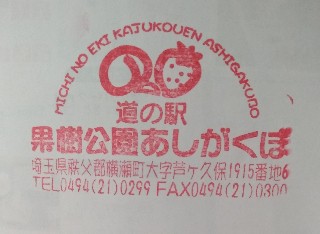 MICHI NO EKI KAJUKOUEN ASHIGAKUBO
道の駅
果樹公園あしがくぼ
埼玉県秩父郡横瀬町大字芦ヶ久保1915番地6
TEL0494(21)0299 FAX0494(21)0300